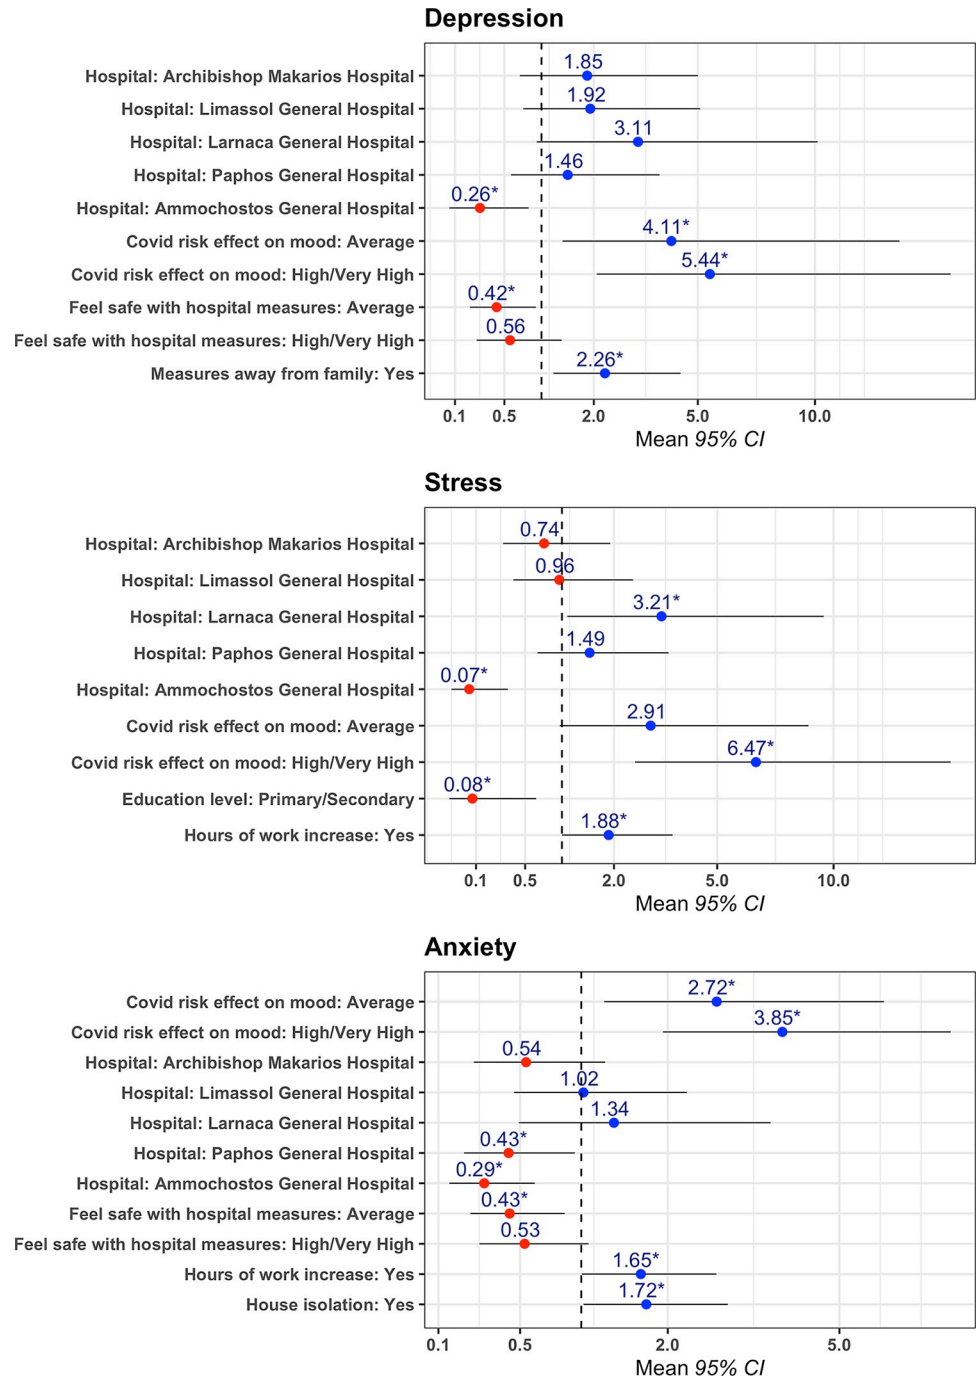 Depression
Hospital: Archibishop Makarios Hospital 1.85
Hospital: Limassol General Hospital 1.92
Hospital: Larnaca General Hospital 3.11
Hospital: Paphos General Hospital 1.46
Hospital: Ammochostos General Hospital 0.26*
Covid risk effect on mood: Average 4.11*
Covid risk effect on mood: High/Very High 5.44*
Feel safe with hospital measures: Average 0.42*
Feel safe with hospital measures: High/Very High 0.56
Measures away from family: Yes 2.26*
0.1 0.5 2.0 5.0 10.0
Mean 95% CI
Stress
Hospital: Archibishop Makarios Hospital 0.74
Hospital: Limassol General Hospital 0.96
Hospital: Larnaca General Hospital 3.21*
Hospital: Paphos General Hospital 1.49
Hospital: Ammochostos General Hospital 0.07*
Covid risk effect on mood: Average 2.91
Covid risk effect on mood: High/Very High 6.47*
Education level: Primary/Secondary 0.08*
Hours of work increase: Yes 1.88*
0.1 0.5 2.0 5.0 10.0
Mean 95% CI
Anxiety
Covid risk effect on mood: Average 2.72*
Covid risk effect on mood: High/Very High 3.85*
Hospital: Archibishop Makarios Hospital 0.54
Hospital: Limassol General Hospital 1.02
Hospital: Larnaca General Hospital 1.34
Hospital: Paphos General Hospital 0.43*
Hospital: Ammochostos General Hospital 0.29*
Feel safe with hospital measures: Average 0.43*
Feel safe with hospital measures: High/Very High 0.53
Hours of work increase: Yes 1.65*
House isolation: Yes 1.72*
0.1 0.5 2.0 5.0
Mean 95% CI